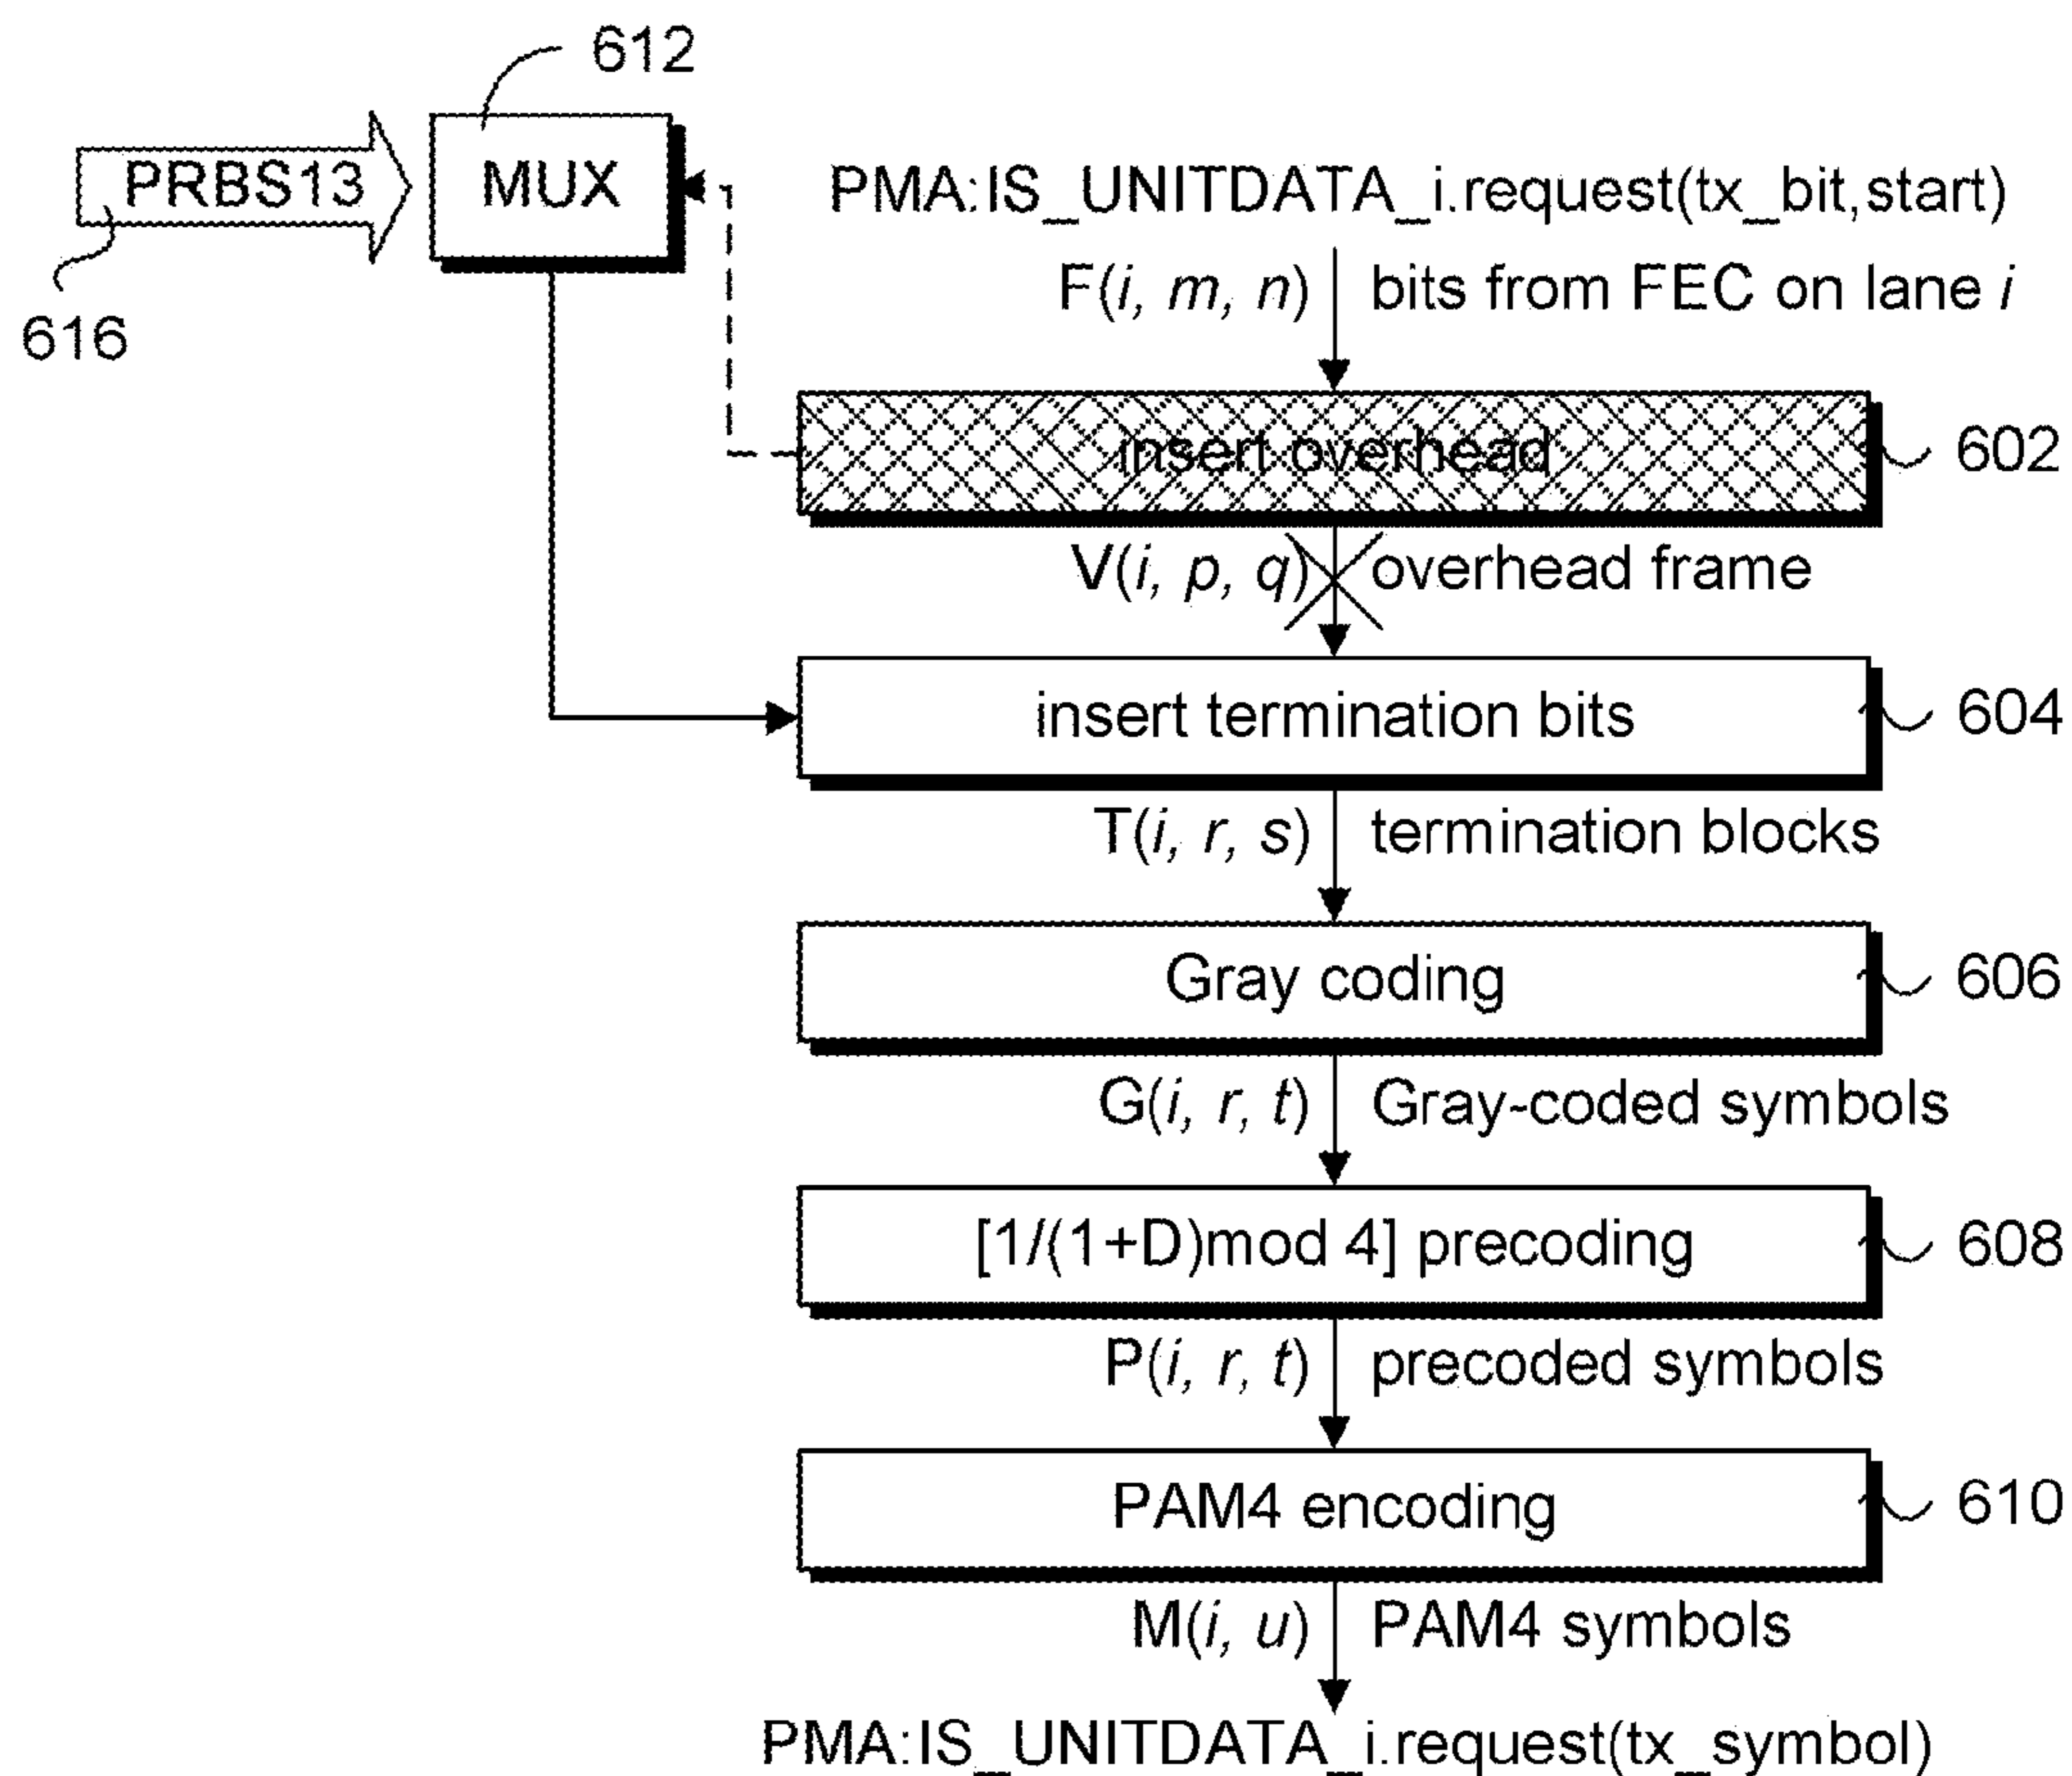 612
PRBS13
MUX
616
PMA:IS_UNITDATA_i.request(tx_bit,start)
F(i, m, n) bits from FEC on lane i
insert overhead
602
V(i, p, q) overhead frame
insert termination bits
604
T(i, r, s) termination blocks
Gray coding
606
G(i, r, t) Gray-coded symbols
[1/(1+D)mod 4] precoding
608
P(i, r, t) precoded symbols
PAM4 encoding
610
M(i, u) PAM4 symbols
PMA:IS_UNITDATA_i.request(tx_symbol)